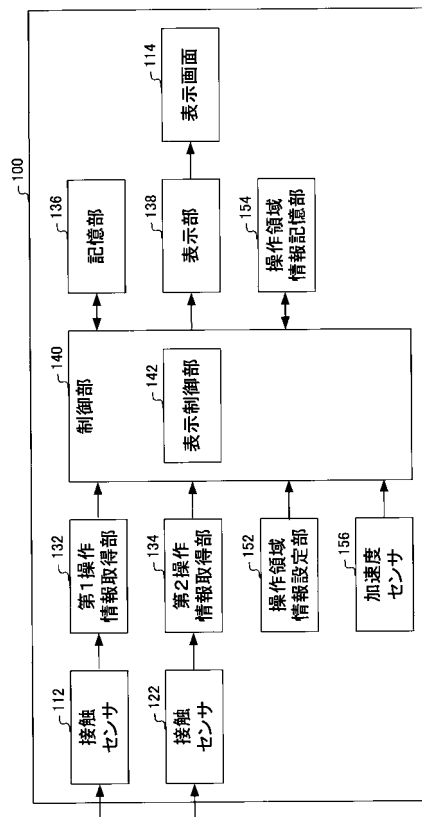 100
112
接触
センサ
132
第1操作
情報取得部
140
制御部
136
記憶部
122
接触
センサ
134
第2操作
情報取得部
142
表示制御部
138
表示部
114
表示画面
152
操作領域
情報設定部
154
操作領域
情報記憶部
156
加速度
センサ